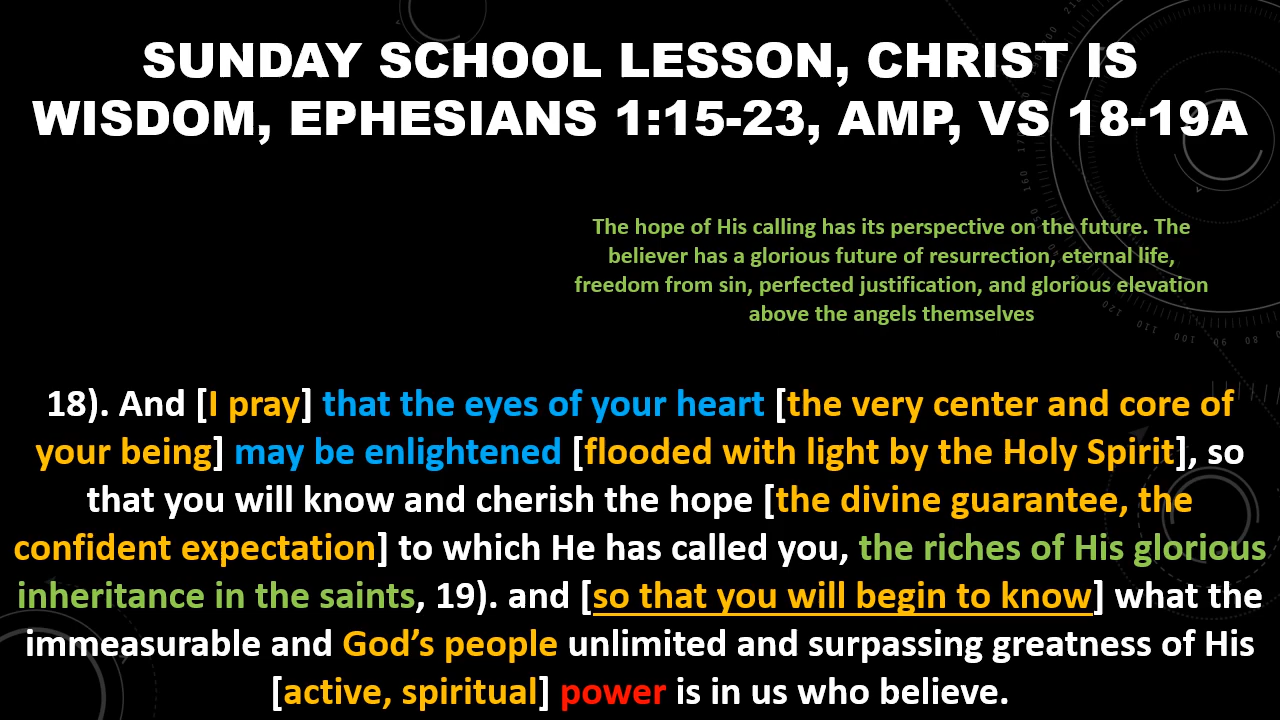 SUNDAY SCHOOL LESSON, CHRIST IS
WISDOM, EPHESIANS 1:15-23, AMP, VS 18-19A
The hope of His calling has its perspective on the future. The
believer has a glorious future of resurrection, eternal life,
freedom from sin, perfected justification, and glorious elevation
above the angels themselves
18). And [I pray] that the eyes of your heart [the very center and core of
your being] may be enlightened [flooded with light by the Holy Spirit], so
that you will know and cherish the hope [the divine guarantee, the
confident expectation] to which He has called you, the riches of His glorious
inheritance in the saints, 19). and [so that you will begin to know] what the
immeasurable and God’s people unlimited and surpassing greatness of His
[active, spiritual] power is in us who believe.